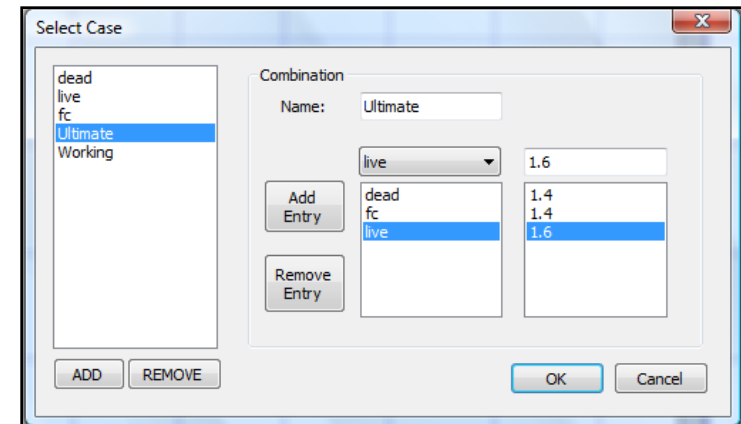 Select Case
X
dead
live
fc
Ultimate
Working
ADD
REMOVE
Combination
Name:
Ultimate
live
1.6
Add
Entry
dead
1.4
fc
1.4
live
1.6
Remove
Entry
OK
Cancel